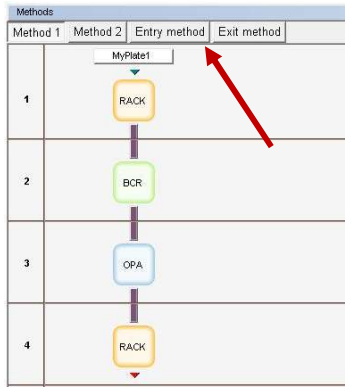 Methods
Method 1 Method 2 Entry method Exit method
MyPlate1
1 RACK
2 BCR
3 OPA
4 RACK